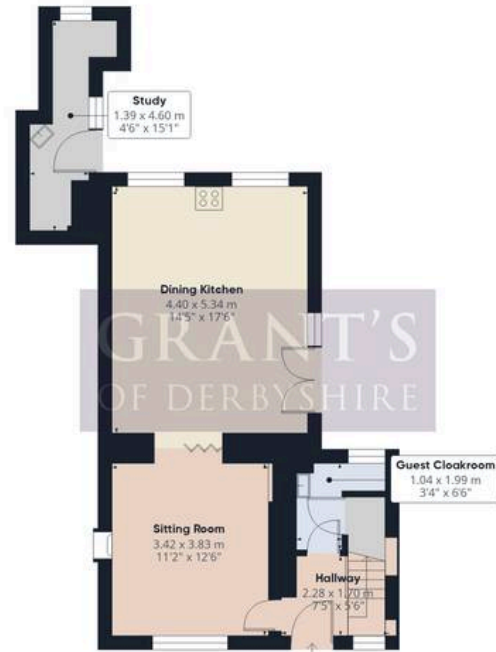 Study
1.39 x 4.60 m
4'6" x 15'1"
Dining Kitchen
4.40 x 5.34 m
14'5" x 17'6"
GRANT'S
OF DERBYSHIRE
Guest Cloakroom
1.04 x 1.99 m
3'4" x 6'6"
Sitting Room
3.42 x 3.83 m
11'2" x 12'6"
Hallway
2.28 x 1.70 m
7'5" x 5'6"